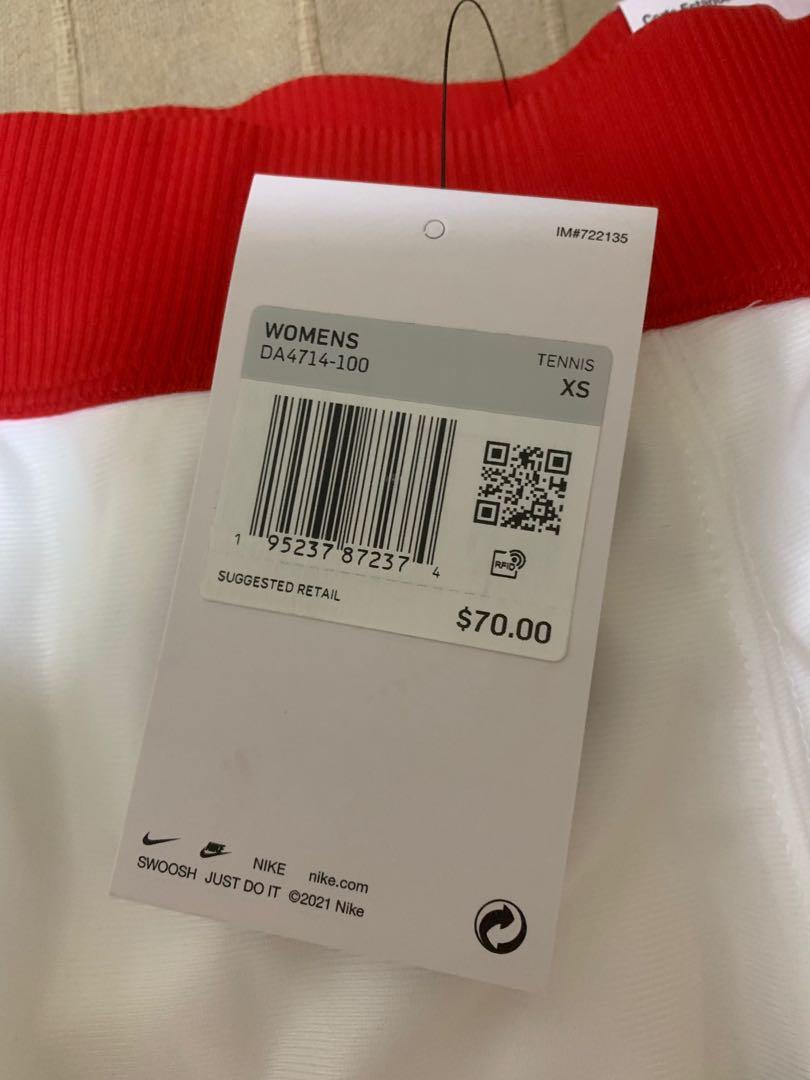 IM#722135
WOMENS
DA4714-100
TENNIS
XS
1 95237 87237 4
RFID
SUGGESTED RETAIL
$70.00
NIKE nike.com
SWOOSH JUST DO IT ©2021 Nike